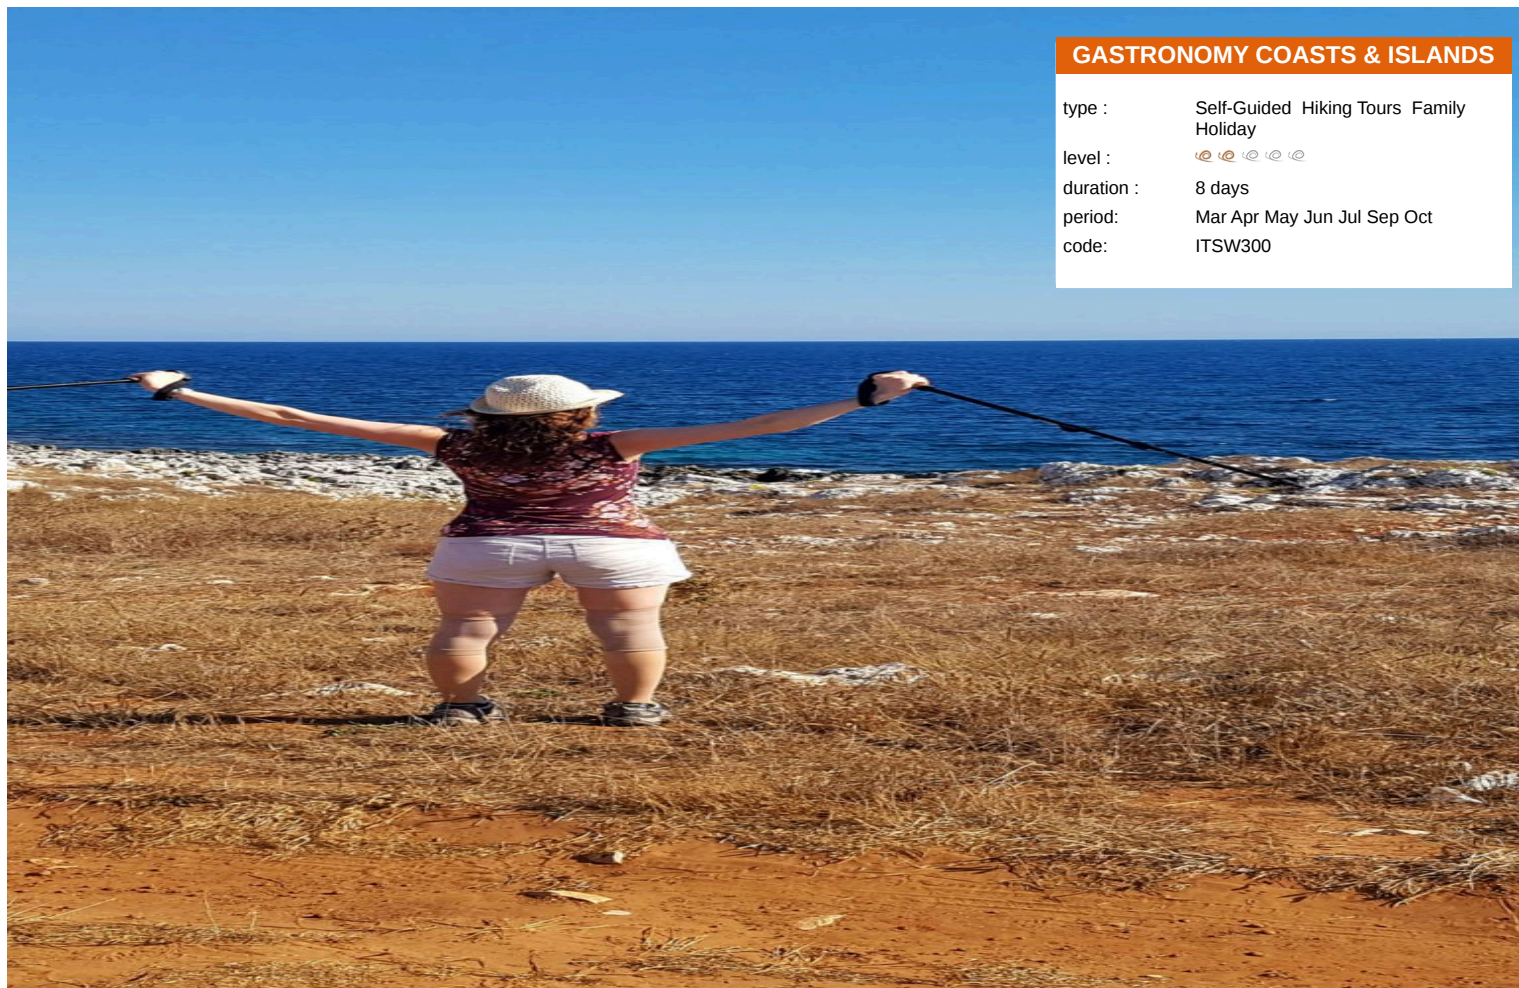 GASTRONOMY COASTS & ISLANDS
type : Self-Guided Hiking Tours Family
Holiday
level :
duration : 8 days
period: Mar Apr May Jun Jul Sep Oct
code: ITSW300